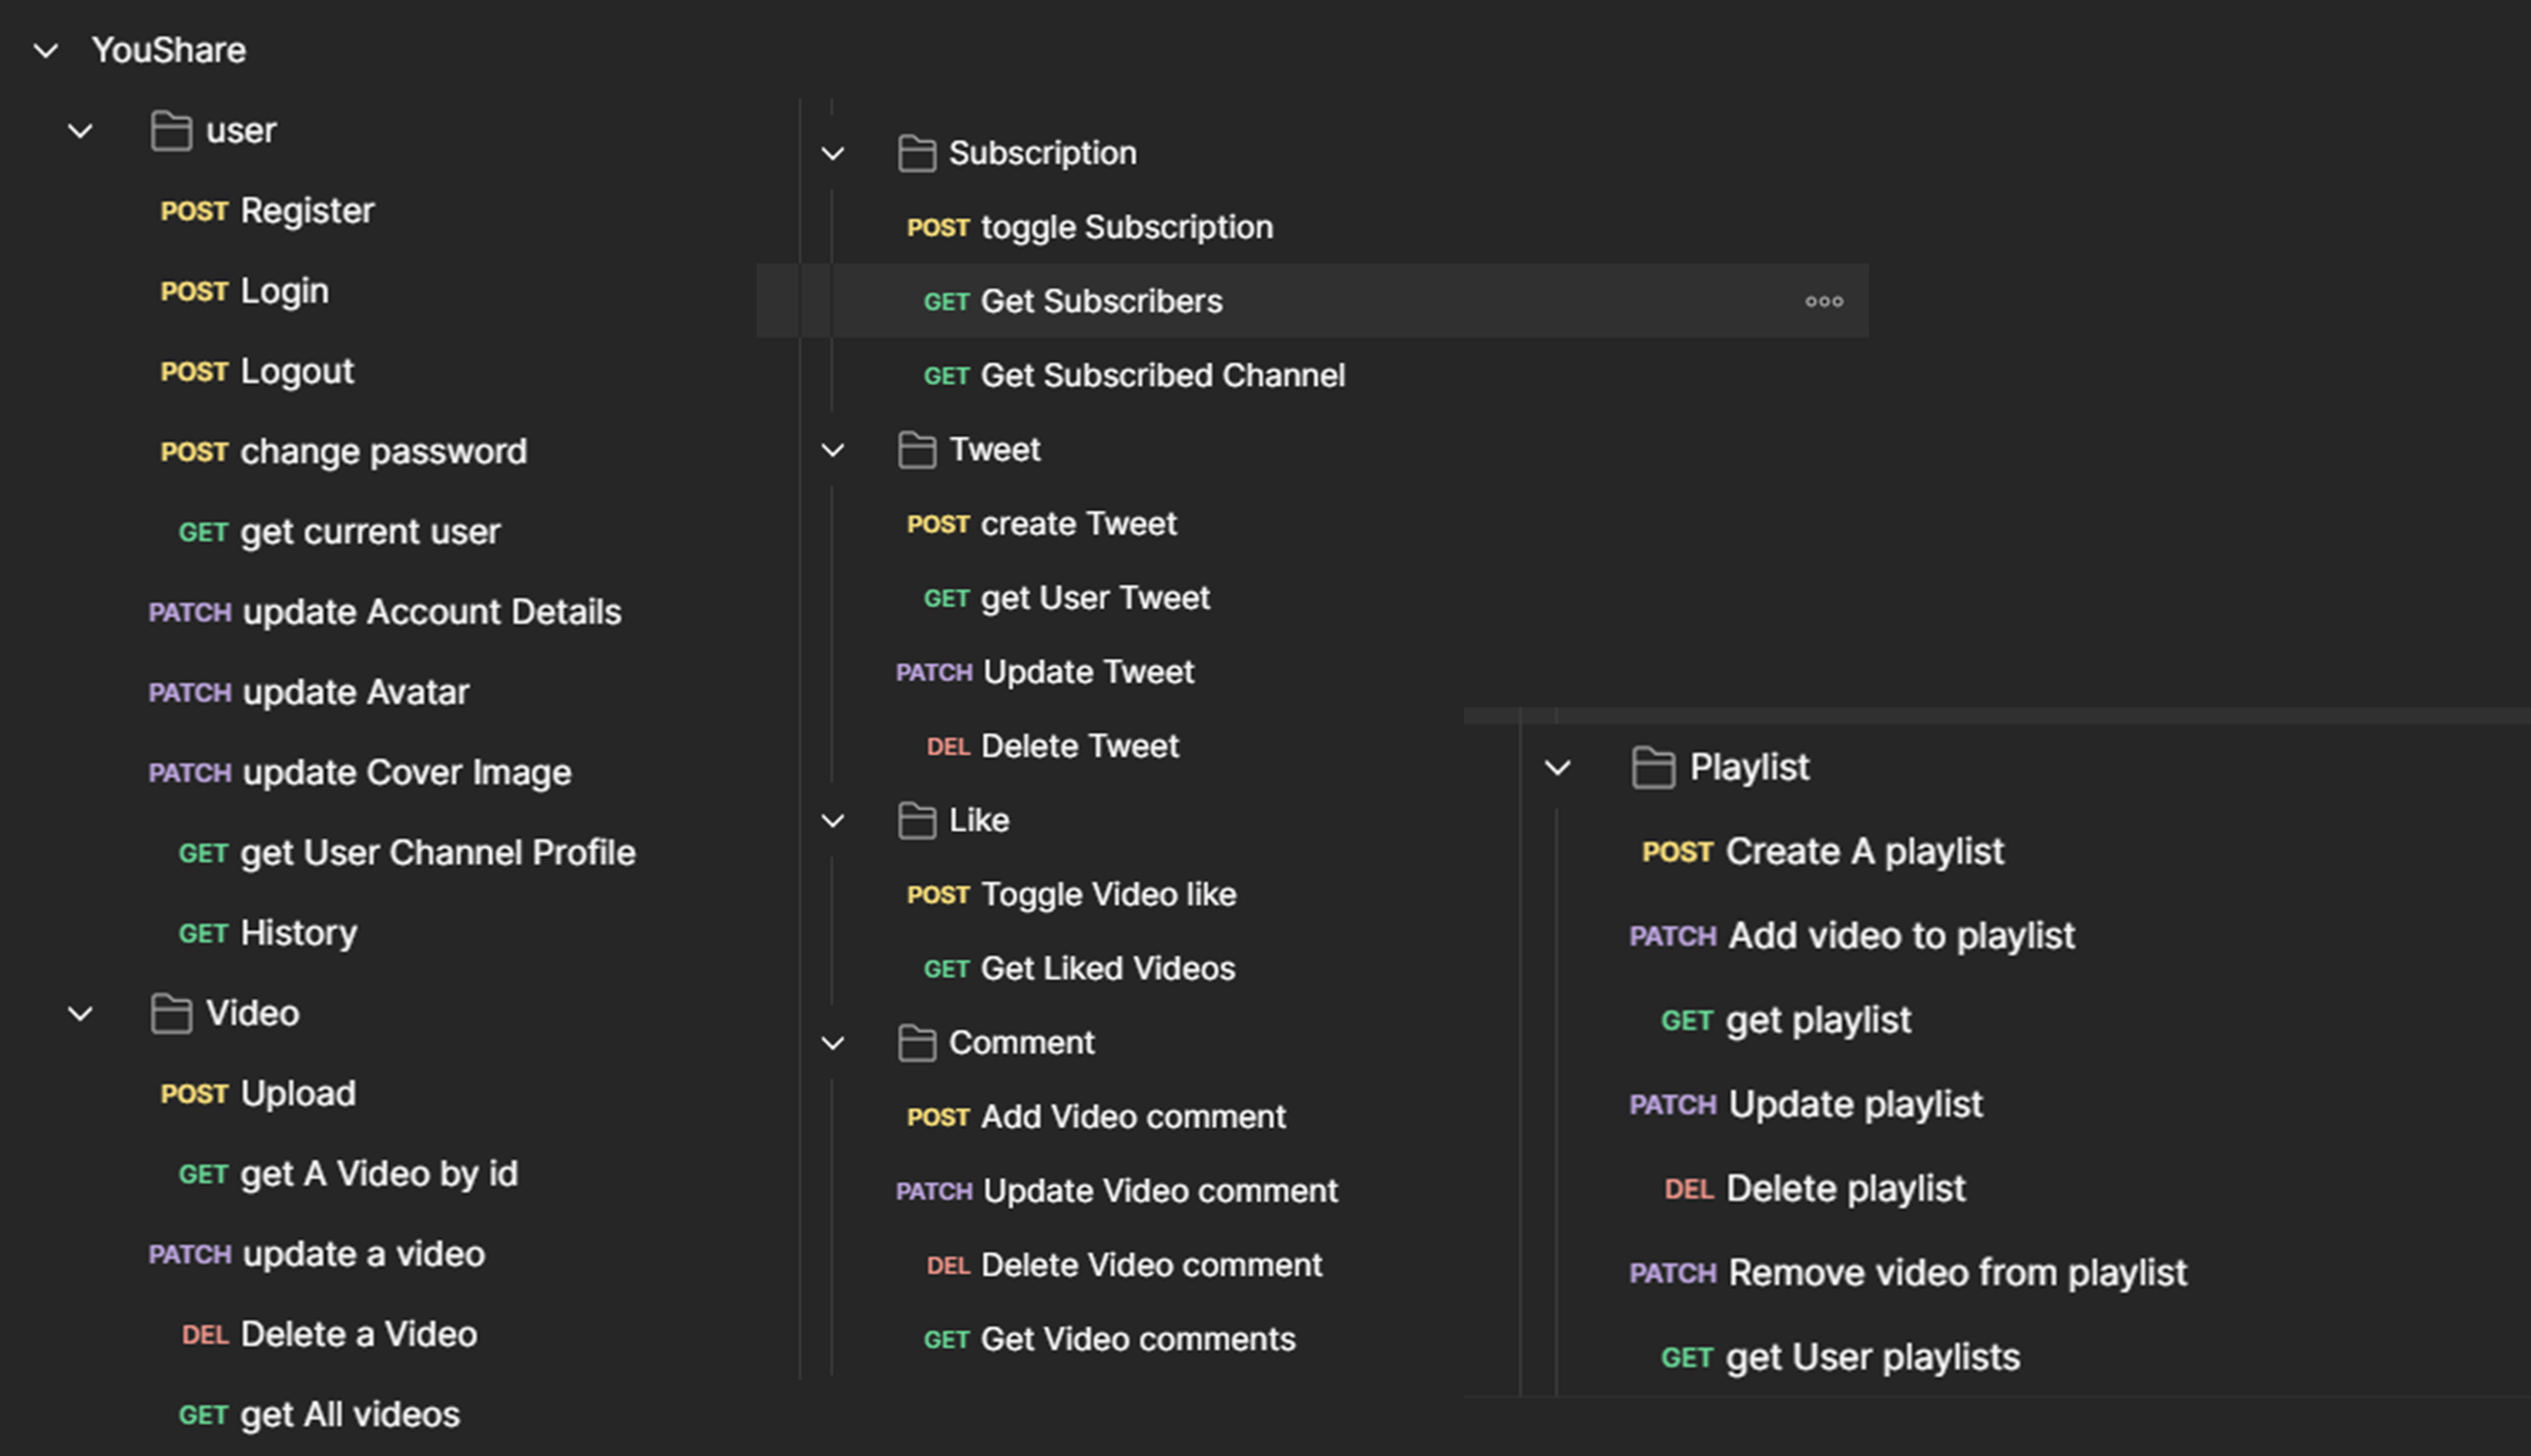 YouShare
user
POST Register
POST Login
POST Logout
POST change password
GET get current user
PATCH update Account Details
PATCH update Avatar
PATCH update Cover Image
GET get User Channel Profile
GET History
Video
POST Upload
GET get A Video by id
PATCH update a video
DEL Delete a Video
GET get All videos
Subscription
POST toggle Subscription
GET Get Subscribers
GET Get Subscribed Channel
Tweet
POST create Tweet
GET get User Tweet
PATCH Update Tweet
DEL Delete Tweet
Like
POST Toggle Video like
GET Get Liked Videos
Comment
POST Add Video comment
PATCH Update Video comment
DEL Delete Video comment
GET Get Video comments
Playlist
POST Create A playlist
PATCH Add video to playlist
GET get playlist
PATCH Update playlist
DEL Delete playlist
PATCH Remove video from playlist
GET get User playlists